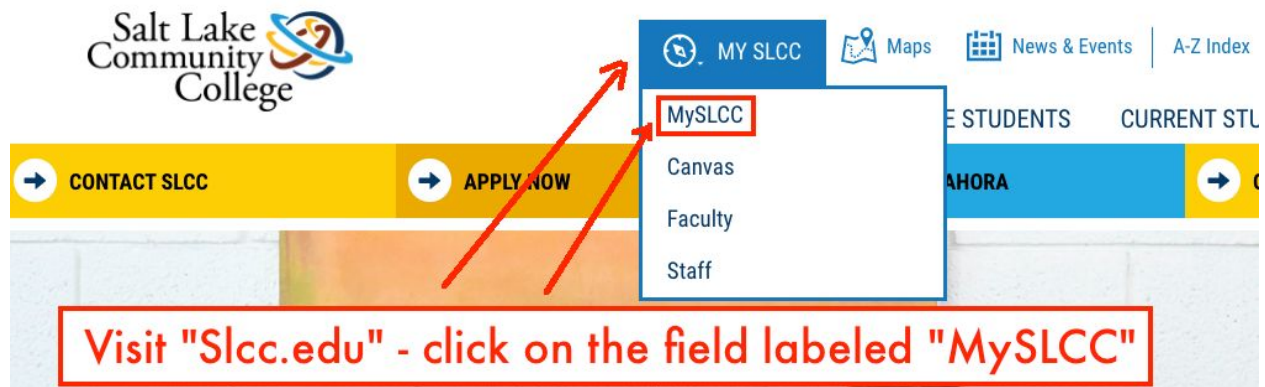 Salt Lake
Community
College
MY SLCC
Maps
News & Events
A-Z Index
MySLCC
Canvas
Faculty
Staff
E STUDENTS
CURRENT STU
CONTACT SLCC
APPLY NOW
AHORA
Visit "Slcc.edu" - click on the field labeled "MySLCC"